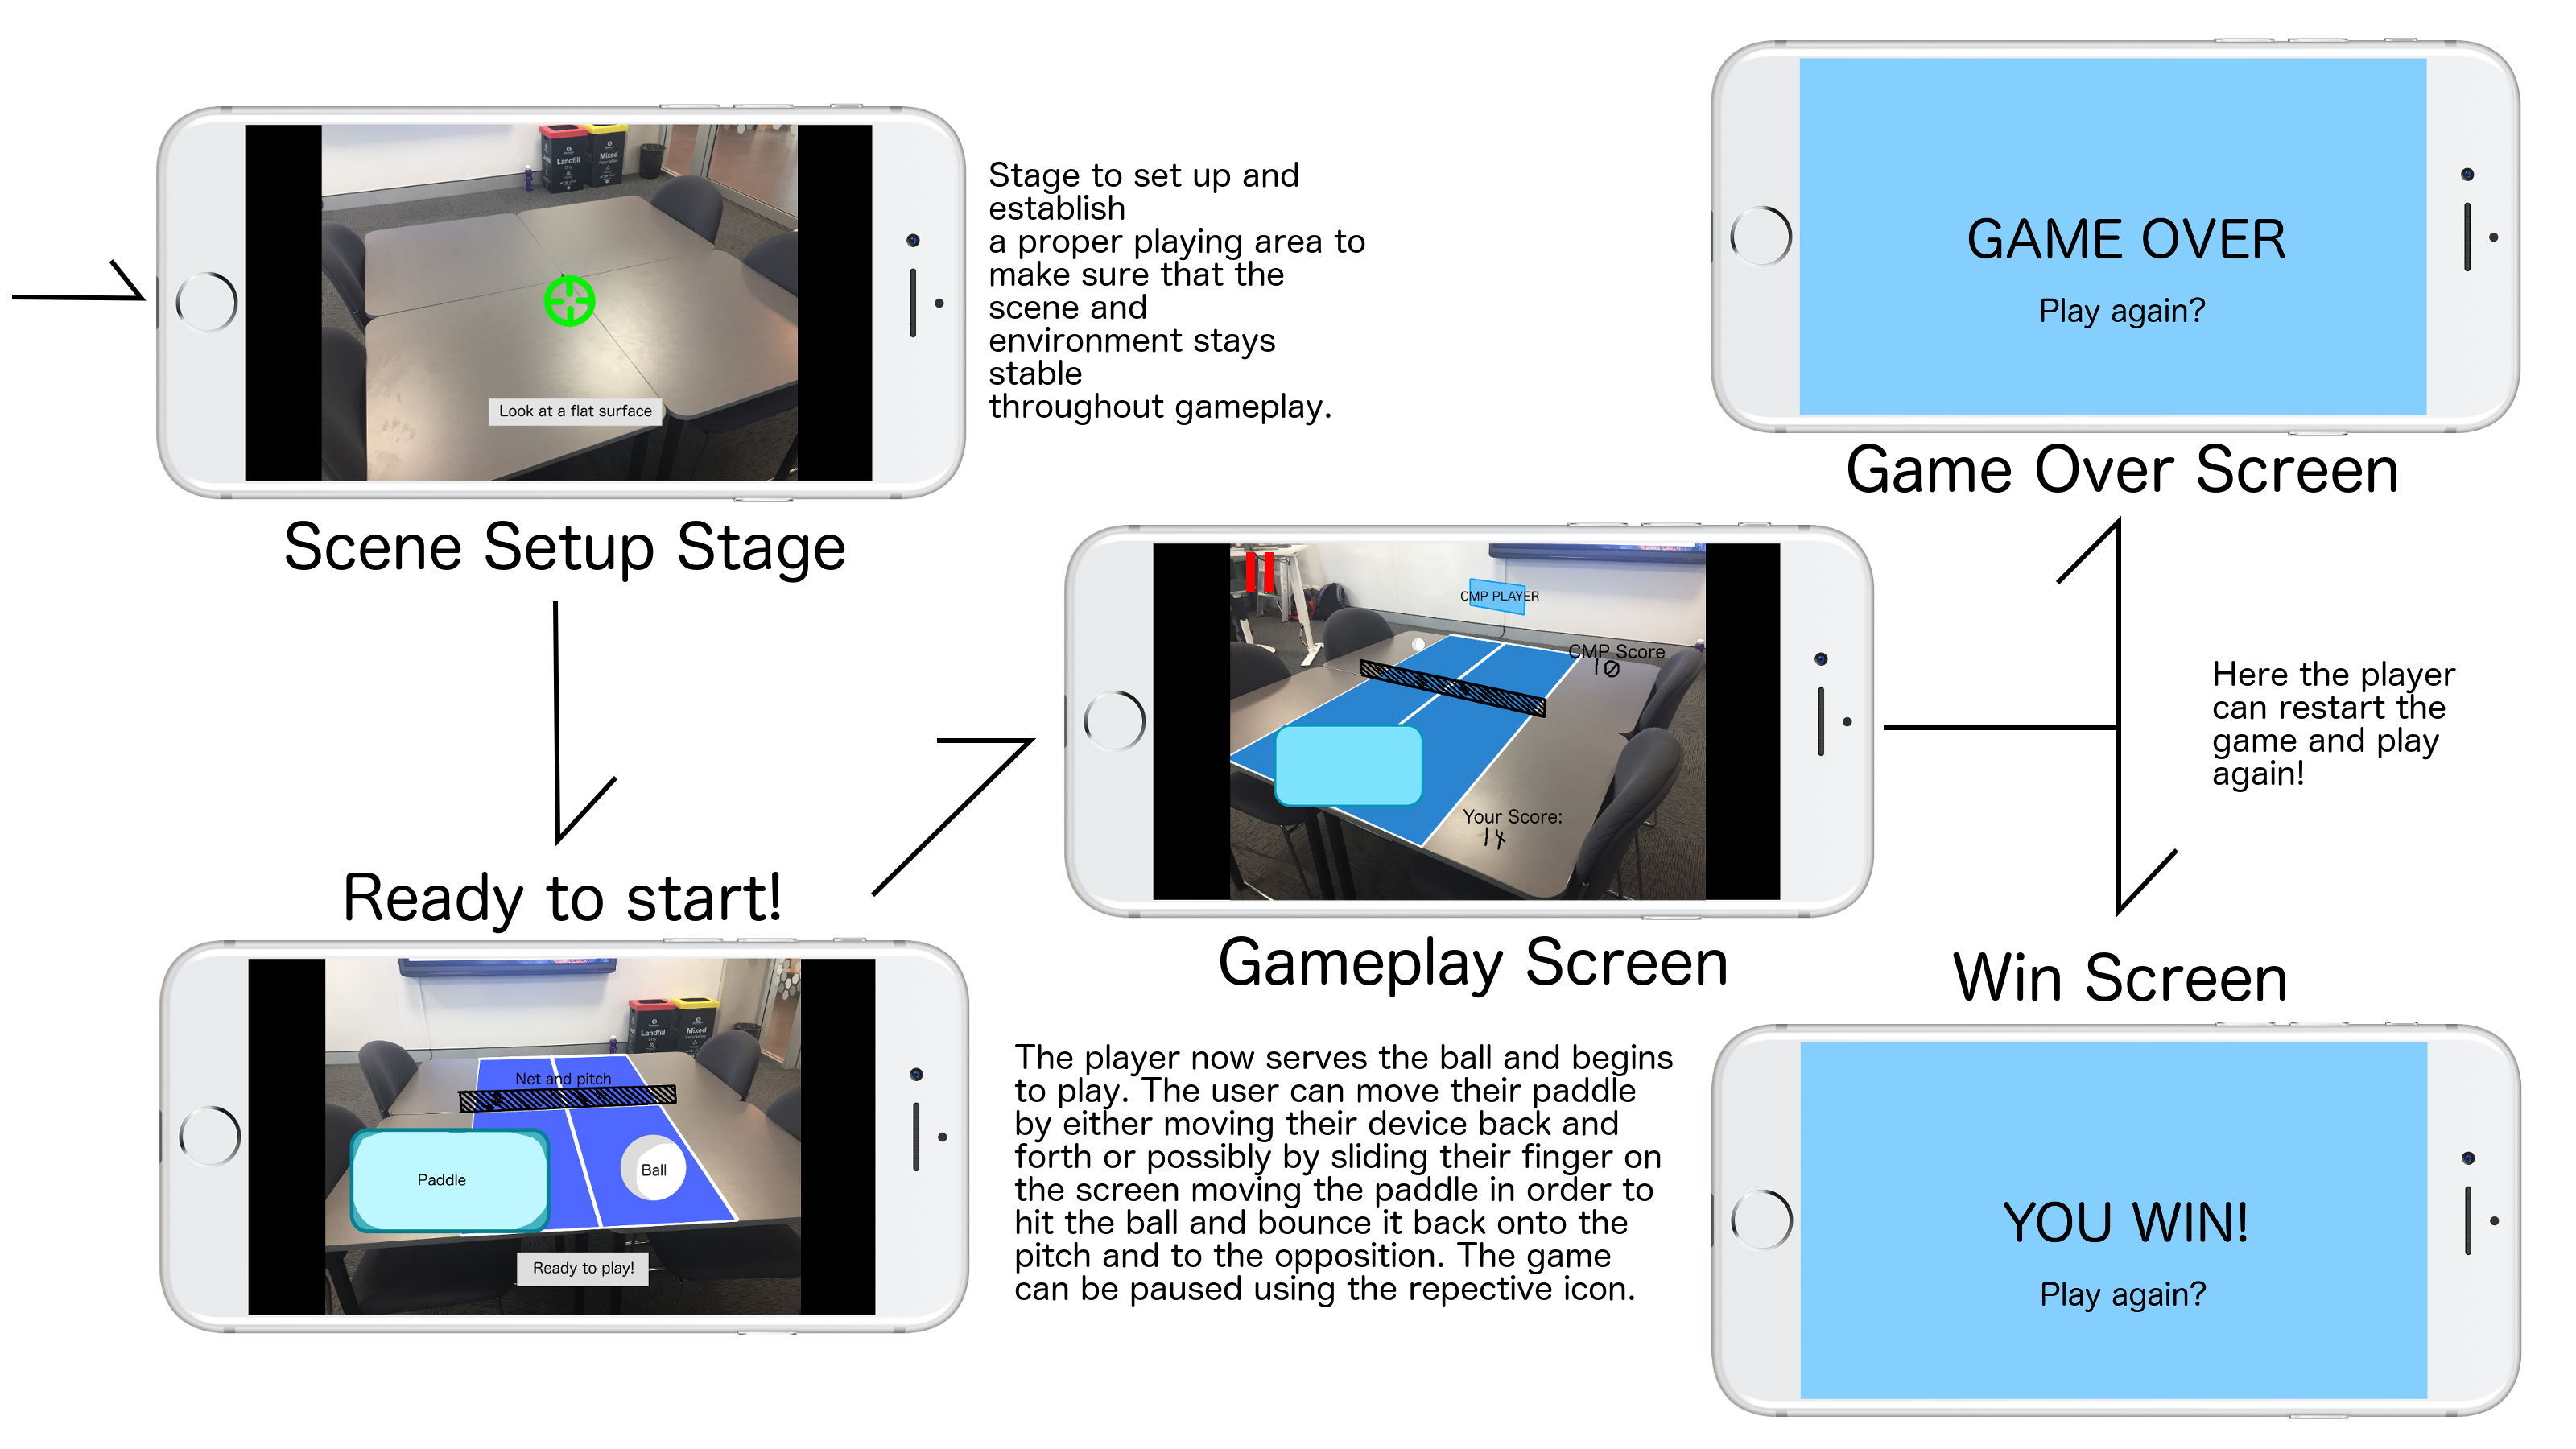 Landfill
Mixed
Look at a flat surface
Scene Setup Stage
Stage to set up and
establish
a proper playing area to
make sure that the
scene and
environment stays
stable
throughout gameplay.
Ready to start!
Landfill
Mixed
Net and pitch
Paddle
Ball
Ready to play!
CMP PLAYER
CMP Score
10
Your Score:
14
Gameplay Screen
The player now serves the ball and begins
to play. The user can move their paddle
by either moving their device back and
forth or possibly by sliding their finger on
the screen moving the paddle in order to
hit the ball and bounce it back onto the
pitch and to the opposition. The game
can be paused using the repective icon.
GAME OVER
Play again?
Game Over Screen
Here the player
can restart the
game and play
again!
Win Screen
YOU WIN!
Play again?